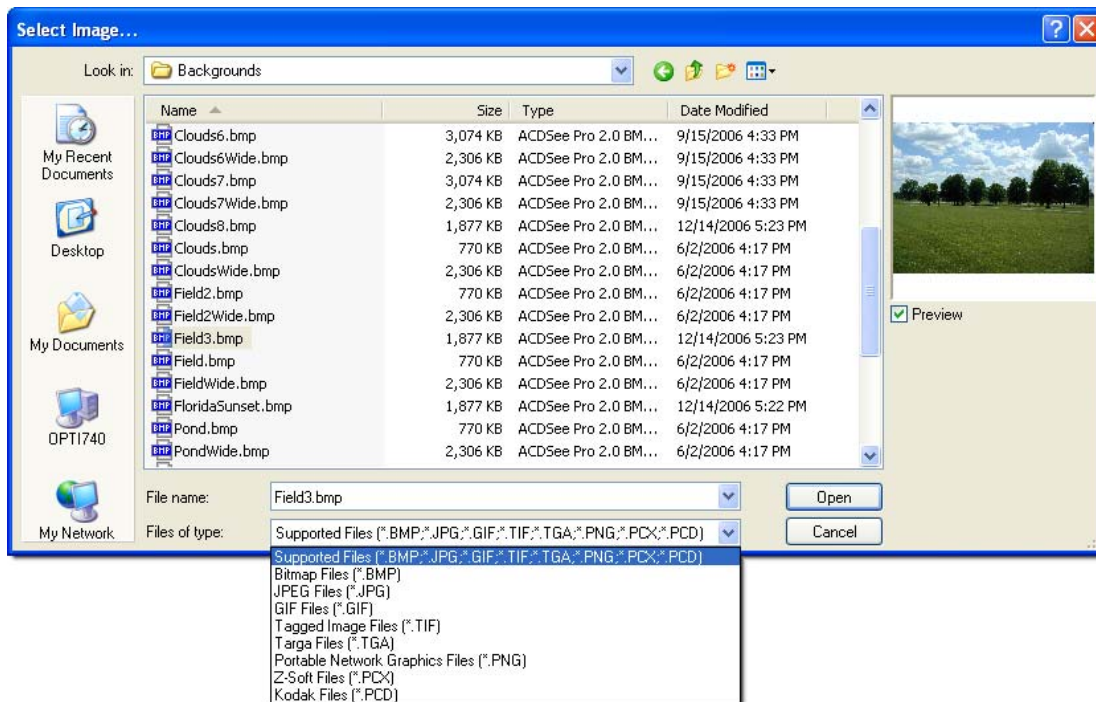 Select Image...
Look in: Backgrounds
My Recent Documents
Desktop
My Documents
OPTI740
My Network
Name Size Type Date Modified
BMP Clouds6.bmp 3,074 KB ACDSee Pro 2.0 BM... 9/15/2006 4:33 PM
BMP Clouds6Wide.bmp 2,306 KB ACDSee Pro 2.0 BM... 9/15/2006 4:33 PM
BMP Clouds7.bmp 3,074 KB ACDSee Pro 2.0 BM... 9/15/2006 4:33 PM
BMP Clouds7Wide.bmp 2,306 KB ACDSee Pro 2.0 BM... 9/15/2006 4:33 PM
BMP Clouds8.bmp 1,877 KB ACDSee Pro 2.0 BM... 12/14/2006 5:23 PM
BMP Clouds.bmp 770 KB ACDSee Pro 2.0 BM... 6/2/2006 4:17 PM
BMP CloudsWide.bmp 2,306 KB ACDSee Pro 2.0 BM... 6/2/2006 4:17 PM
BMP Field2.bmp 770 KB ACDSee Pro 2.0 BM... 6/2/2006 4:17 PM
BMP Field2Wide.bmp 2,306 KB ACDSee Pro 2.0 BM... 6/2/2006 4:17 PM
BMP Field3.bmp 1,877 KB ACDSee Pro 2.0 BM... 12/14/2006 5:23 PM
BMP Field.bmp 770 KB ACDSee Pro 2.0 BM... 6/2/2006 4:17 PM
BMP FieldWide.bmp 2,306 KB ACDSee Pro 2.0 BM... 6/2/2006 4:17 PM
BMP FloridaSunset.bmp 1,877 KB ACDSee Pro 2.0 BM... 12/14/2006 5:22 PM
BMP Pond.bmp 770 KB ACDSee Pro 2.0 BM... 6/2/2006 4:17 PM
BMP PondWide.bmp 2,306 KB ACDSee Pro 2.0 BM... 6/2/2006 4:17 PM
Preview
File name: Field3.bmp Open
Files of type: Supported Files (*.BMP;*.JPG;*.GIF;*.TIF;*.TGA;*.PNG;*.PCX;*.PCD) Cancel
Supported Files (*.BMP;*.JPG;*.GIF;*.TIF;*.TGA;*.PNG;*.PCX;*.PCD)
Bitmap Files (*.BMP)
JPEG Files (*.JPG)
GIF Files (*.GIF)
Tagged Image Files (*.TIF)
Targa Files (*.TGA)
Portable Network Graphics Files (*.PNG)
Z-Soft Files (*.PCX)
Kodak Files (*.PCD)